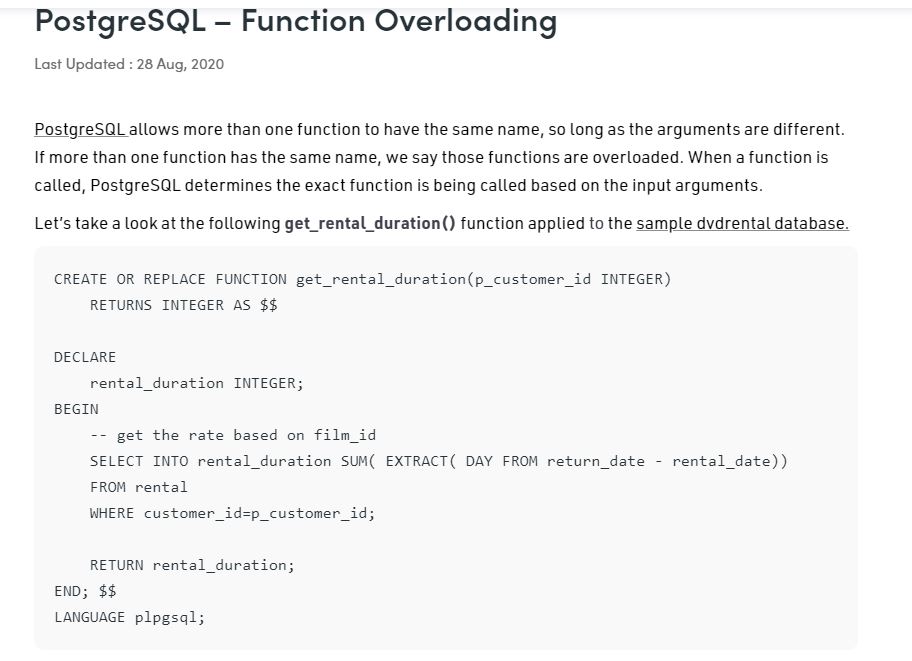 PostgreSQL – Function Overloading
Last Updated : 28 Aug, 2020
PostgreSQL allows more than one function to have the same name, so long as the arguments are different.
If more than one function has the same name, we say those functions are overloaded. When a function is
called, PostgreSQL determines the exact function is being called based on the input arguments.
Let’s take a look at the following get_rental_duration() function applied to the sample dvdrental database.
CREATE OR REPLACE FUNCTION get_rental_duration(p_customer_id INTEGER)
    RETURNS INTEGER AS $$
DECLARE
    rental_duration INTEGER;
BEGIN
    -- get the rate based on film_id
    SELECT INTO rental_duration SUM( EXTRACT( DAY FROM return_date - rental_date))
    FROM rental
    WHERE customer_id=p_customer_id;
    RETURN rental_duration;
END; $$
LANGUAGE plpgsql;